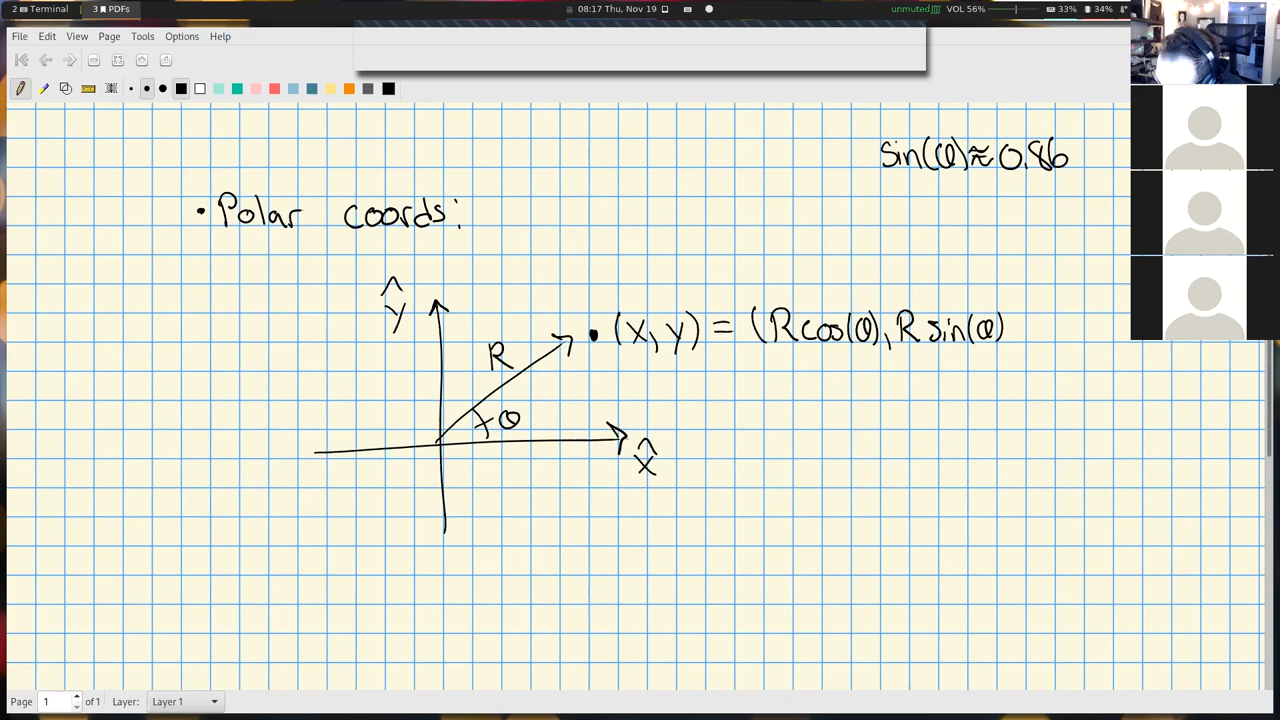 2 Terminal 3 PDFs 08:17 Thu, Nov 19 unmuted VOL 56% 33% 34%
File Edit View Page Tools Options Help
sin(θ)≈0.86
• Polar coords:
ŷ
• (x, y) = (R cos(θ), R sin(θ)
R
θ
x̂
Page 1 of 1 Layer: Layer 1